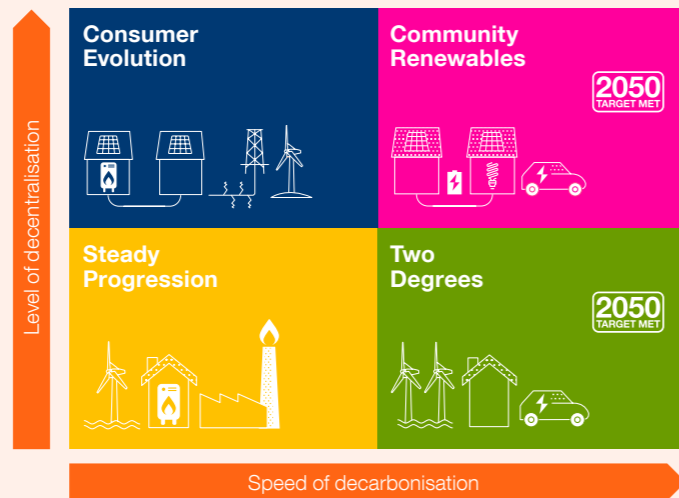 Consumer
Evolution
Community
Renewables
2050
TARGET MET
Steady
Progression
Two
Degrees
2050
TARGET MET
Level of decentralisation
Speed of decarbonisation